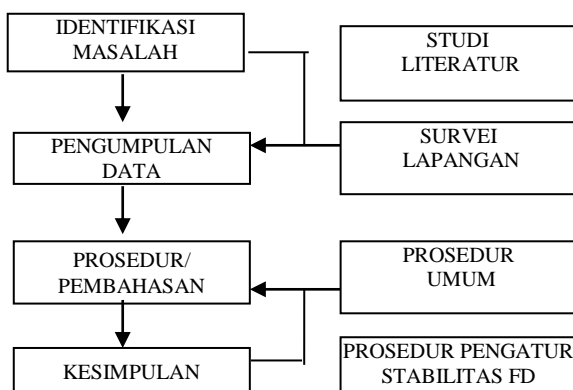 IDENTIFIKASI
MASALAH
STUDI
LITERATUR
PENGUMPULAN
DATA
SURVEI
LAPANGAN
PROSEDUR/
PEMBAHASAN
PROSEDUR
UMUM
KESIMPULAN
PROSEDUR PENGATUR
STABILITAS FD